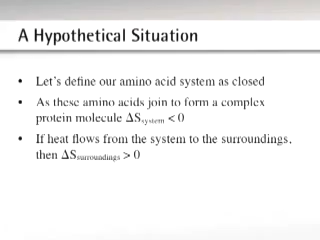 A Hypothetical Situation
• Let's define our amino acid system as closed
• As these amino acids join to form a complex
protein molecule ΔSsystem < 0
• If heat flows from the system to the surroundings,
then ΔSsurroundings > 0